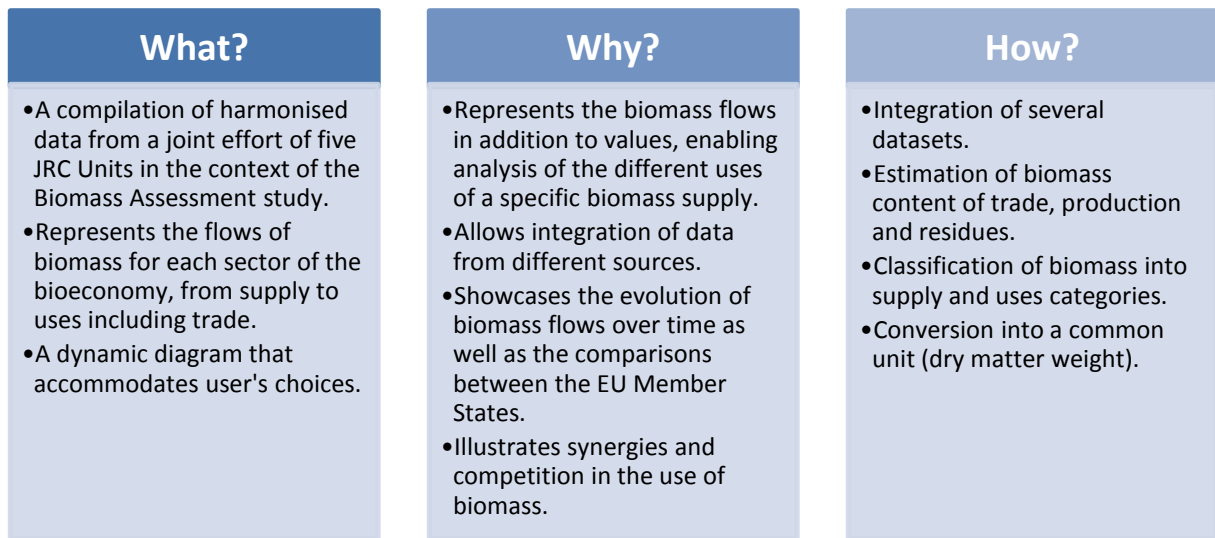 What?
•A compilation of harmonised
data from a joint effort of five
JRC Units in the context of the
Biomass Assessment study.
•Represents the flows of
biomass for each sector of the
bioeconomy, from supply to
uses including trade.
•A dynamic diagram that
accommodates user's choices.
Why?
•Represents the biomass flows
in addition to values, enabling
analysis of the different uses
of a specific biomass supply.
•Allows integration of data
from different sources.
•Showcases the evolution of
biomass flows over time as
well as the comparisons
between the EU Member
States.
•Illustrates synergies and
competition in the use of
biomass.
How?
•Integration of several
datasets.
•Estimation of biomass
content of trade, production
and residues.
•Classification of biomass into
supply and uses categories.
•Conversion into a common
unit (dry matter weight).